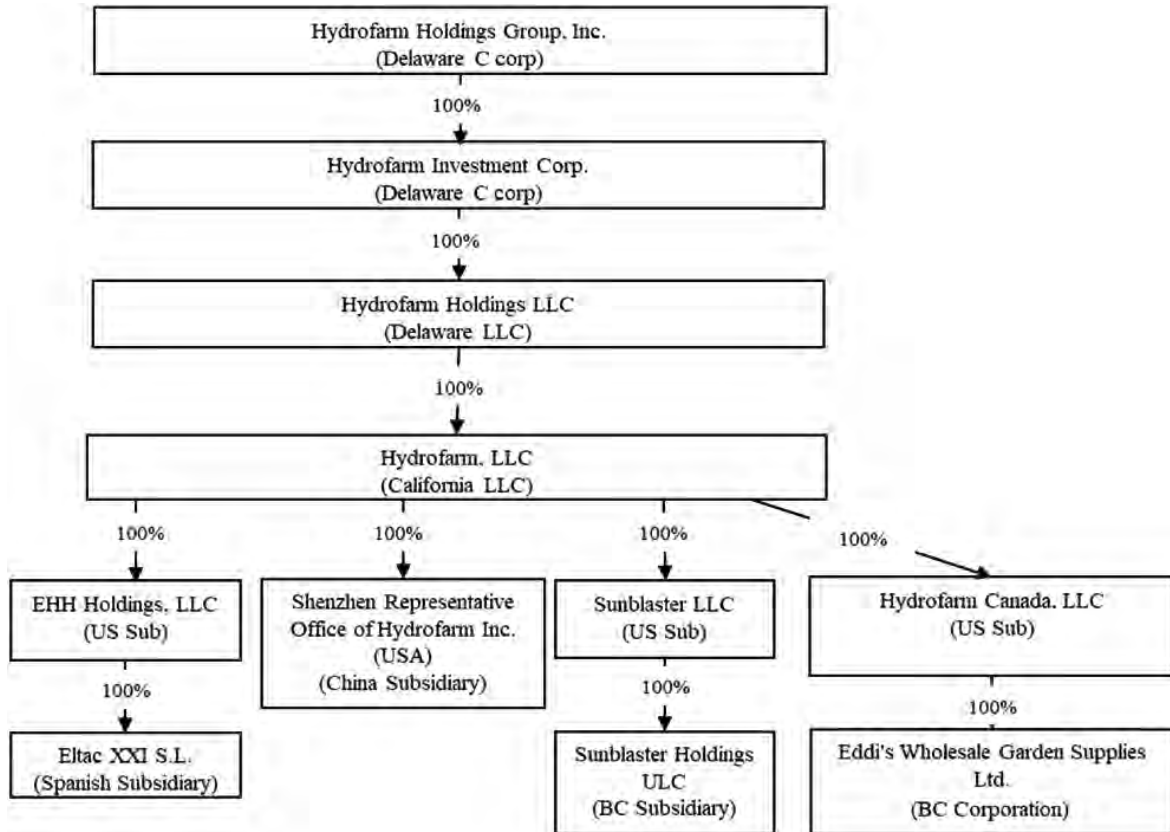 Hydrofarm Holdings Group, Inc.
(Delaware C corp)
100%
Hydrofarm Investment Corp.
(Delaware C corp)
100%
Hydrofarm Holdings LLC
(Delaware LLC)
100%
Hydrofarm, LLC
(California LLC)
100%
100%
100%
100%
EHH Holdings, LLC
(US Sub)
Shenzhen Representative
Office of Hydrofarm Inc.
(USA)
(China Subsidiary)
Sunblaster LLC
(US Sub)
Hydrofarm Canada, LLC
(US Sub)
100%
100%
100%
Eltac XXI S.L.
(Spanish Subsidiary)
Sunblaster Holdings
ULC
(BC Subsidiary)
Eddi's Wholesale Garden Supplies
Ltd.
(BC Corporation)